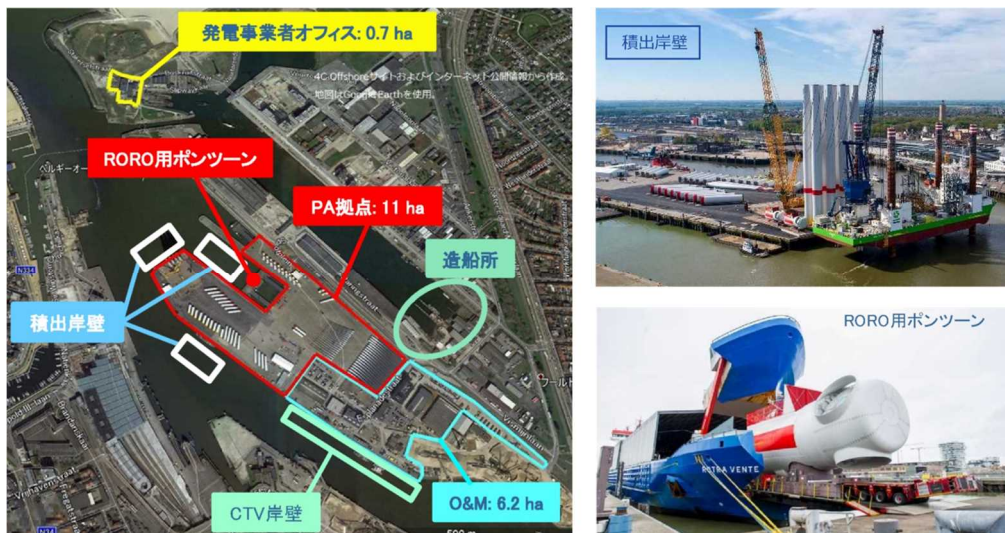 発電事業者オフィス: 0.7 ha
4C Offshoreサイトおよびインターネット公開情報から作成。
地図はGoogle Earthを使用。
RORO用ポンツーン
PA拠点: 11 ha
造船所
積出岸壁
CTV岸壁
O&M: 6.2 ha
N34
500 m
積出岸壁
RORO用ポンツーン
ROTRA VENTE